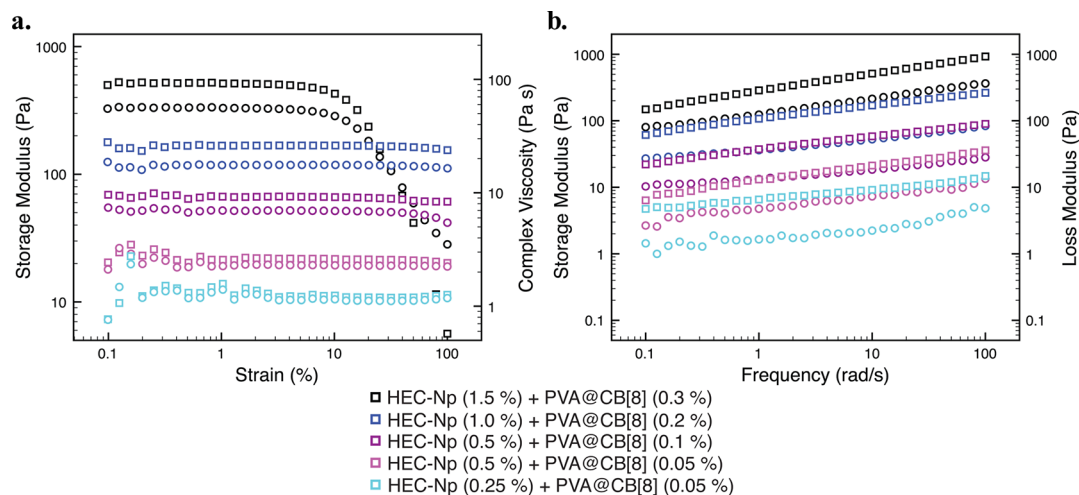 a.
b.
1000
100
10
Storage Modulus (Pa)
100
10
1
Complex Viscosity (Pa s)
0.1
1
10
100
Strain (%)
1000
100
10
1
0.1
Storage Modulus (Pa)
1000
100
10
1
0.1
Loss Modulus (Pa)
0.1
1
10
100
Frequency (rad/s)
HEC-Np (1.5 %) + PVA@CB[8] (0.3 %)
HEC-Np (1.0 %) + PVA@CB[8] (0.2 %)
HEC-Np (0.5 %) + PVA@CB[8] (0.1 %)
HEC-Np (0.5 %) + PVA@CB[8] (0.05 %)
HEC-Np (0.25 %) + PVA@CB[8] (0.05 %)